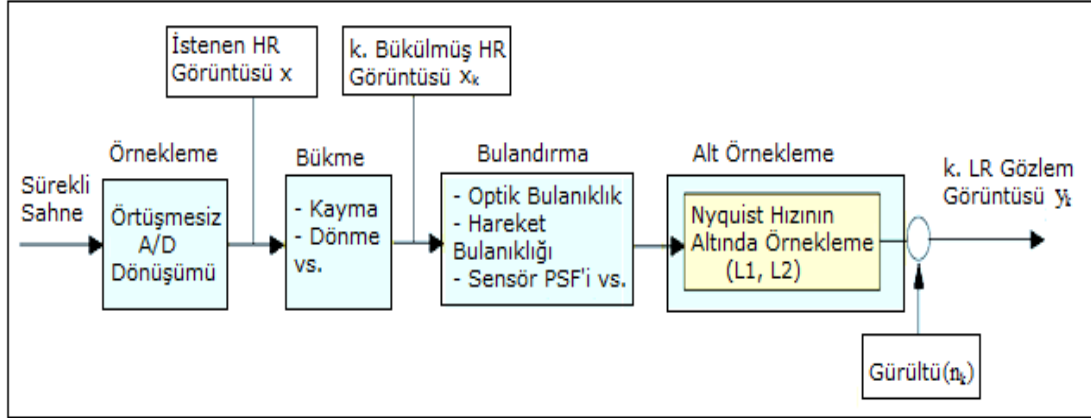 İstenen HR
Görüntüsü x
k. Bükülmüş HR
Görüntüsü xₖ
Örnekleme
Bükme
Bulandırma
Alt Örnekleme
Sürekli
Sahne
Örtüşmesiz
A/D
Dönüşümü
- Kayma
- Dönme
vs.
- Optik Bulanıklık
- Hareket
Bulanıklığı
- Sensör PSF'i vs.
Nyquist Hızının
Altında Örnekleme
(L1, L2)
k. LR Gözlem
Görüntüsü yₖ
Gürültü(nₖ)